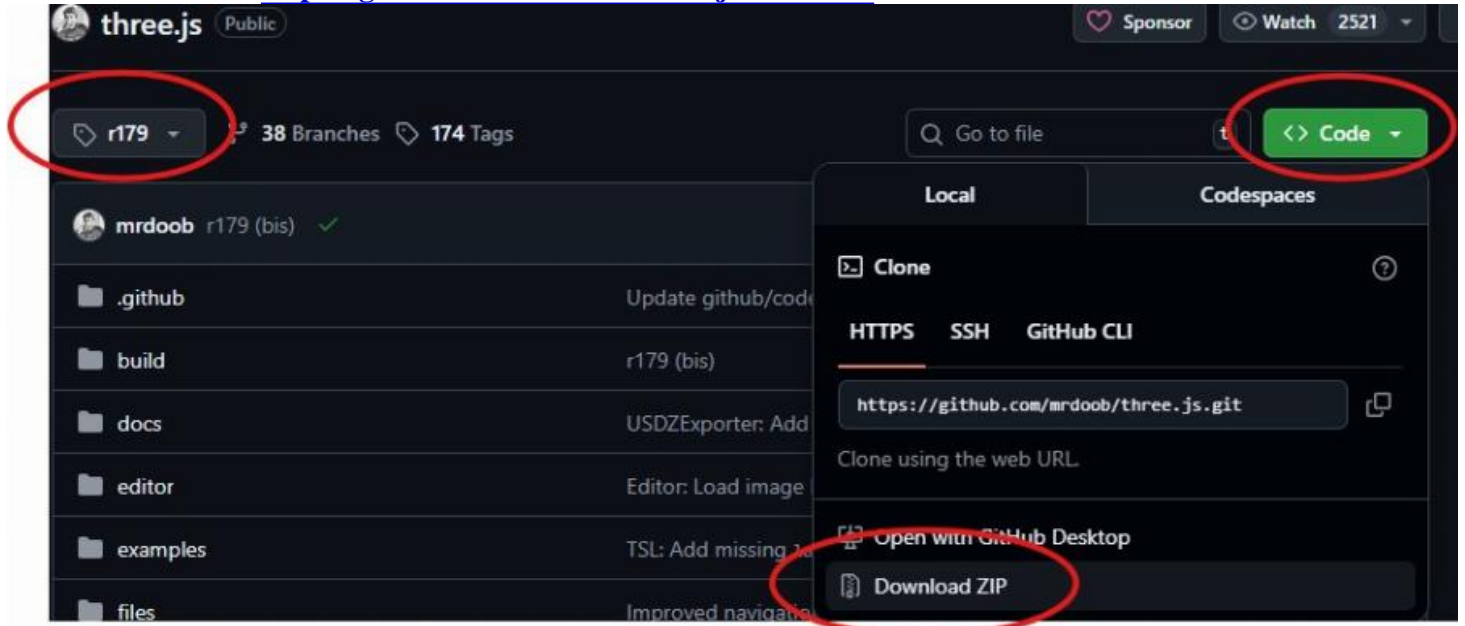 three.js Public Sponsor Watch 2521
r179 38 Branches 174 Tags Go to file t <> Code
Local Codespaces
mrdoob r179 (bis)
Clone
.github Update github/code
HTTPS SSH GitHub CLI
build r179 (bis)
https://github.com/mrdoob/three.js.git
docs USDZExporter: Add
Clone using the web URL.
editor Editor: Load image
Open with GitHub Desktop
examples TSL: Add missing
Download ZIP
files Improved navigation